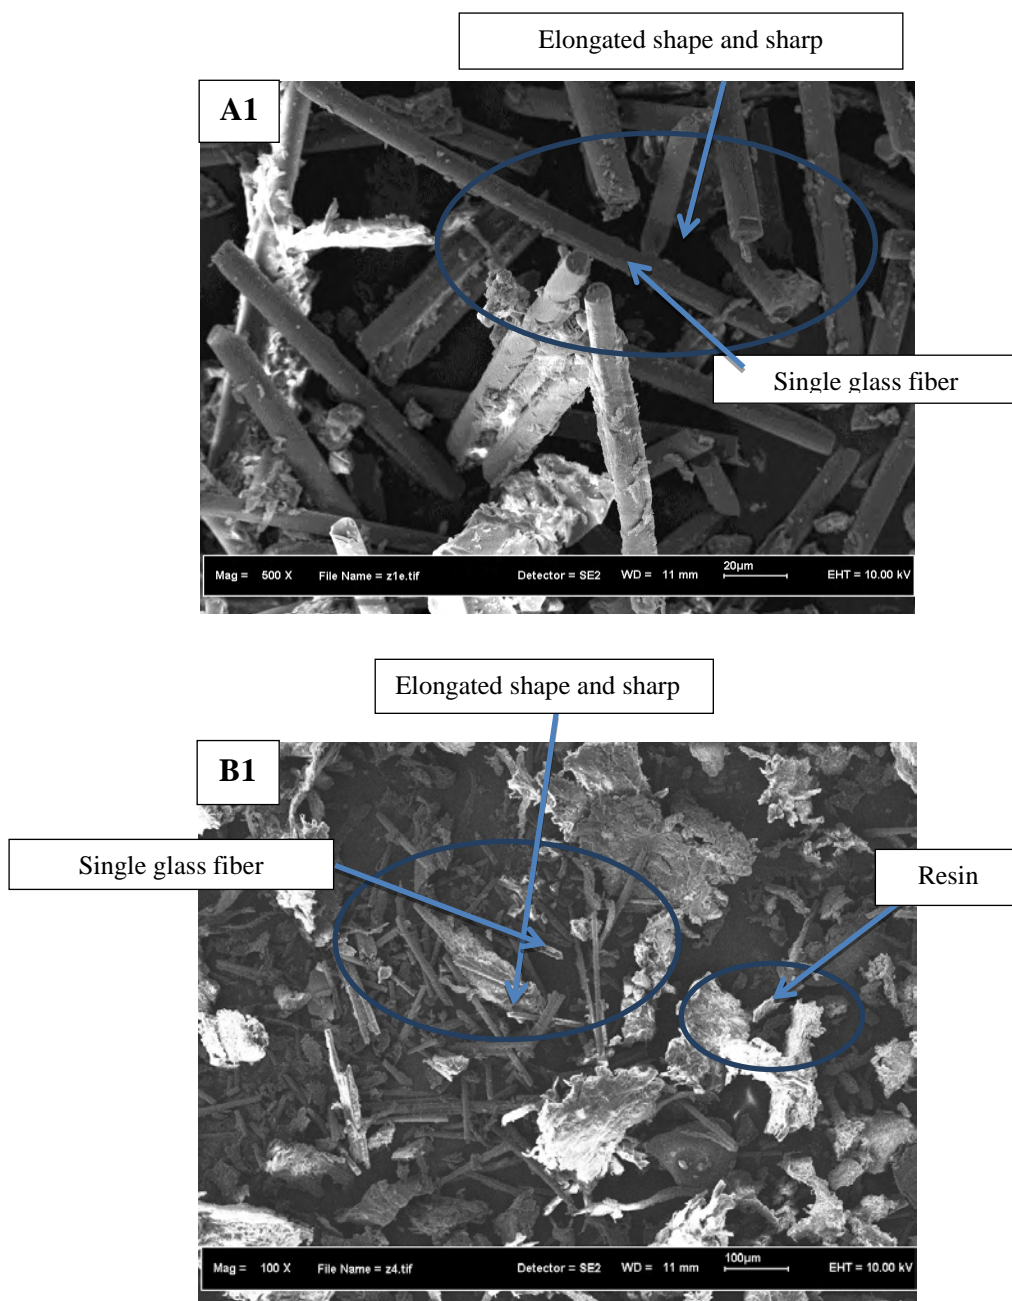 Elongated shape and sharp
A1
Single glass fiber
Mag = 500 X File Name = z1e.tif Detector = SE2 WD = 11 mm 20µm EHT = 10.00 kV
Elongated shape and sharp
B1
Single glass fiber
Resin
Mag = 100 X File Name = z4.tif Detector = SE2 WD = 11 mm 100µm EHT = 10.00 kV